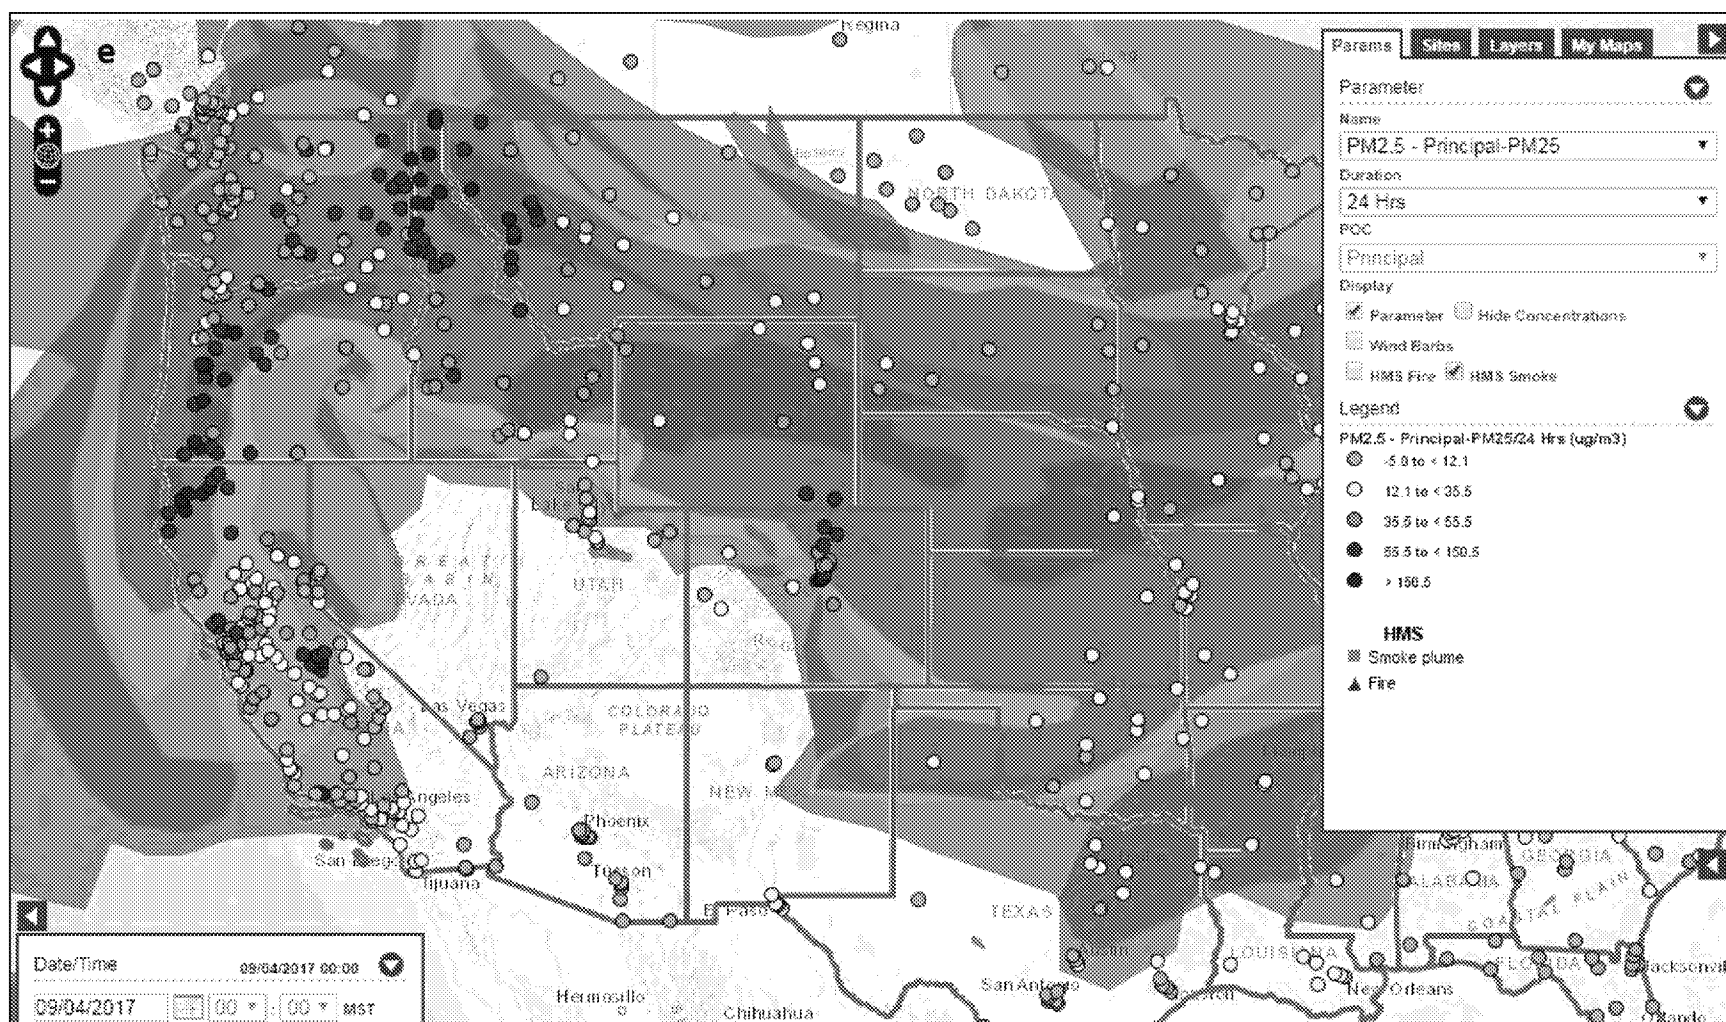 e
Regina
Params Sites Layers My Maps
Parameter
Name
PM2.5 - Principal-PM25
Duration
24 Hrs
POC
Principal
Display
Parameter Hide Concentrations
Wind Barbs
HMS Fire HMS Smoke
Legend
PM2.5 - Principal-PM25/24 Hrs (ug/m3)
-5.0 to < 12.1
12.1 to < 35.5
35.5 to < 55.5
55.5 to < 150.5
> 150.5
HMS
Smoke plume
Fire
NORTH DAKOTA
UTAH
Las Vegas
COLORADO
PLATEAU
ARIZONA
Phoenix
Tucson
San Diego
Tijuana
El Paso
TEXAS
San Antonio
LOUISIANA
New Orleans
Birmingham
GEORGIA
ALABAMA
COASTAL PLAIN
FLORIDA
Hermosillo
Chihuahua
Date/Time 09/04/2017 00:00
09/04/2017 00 : 00 MST